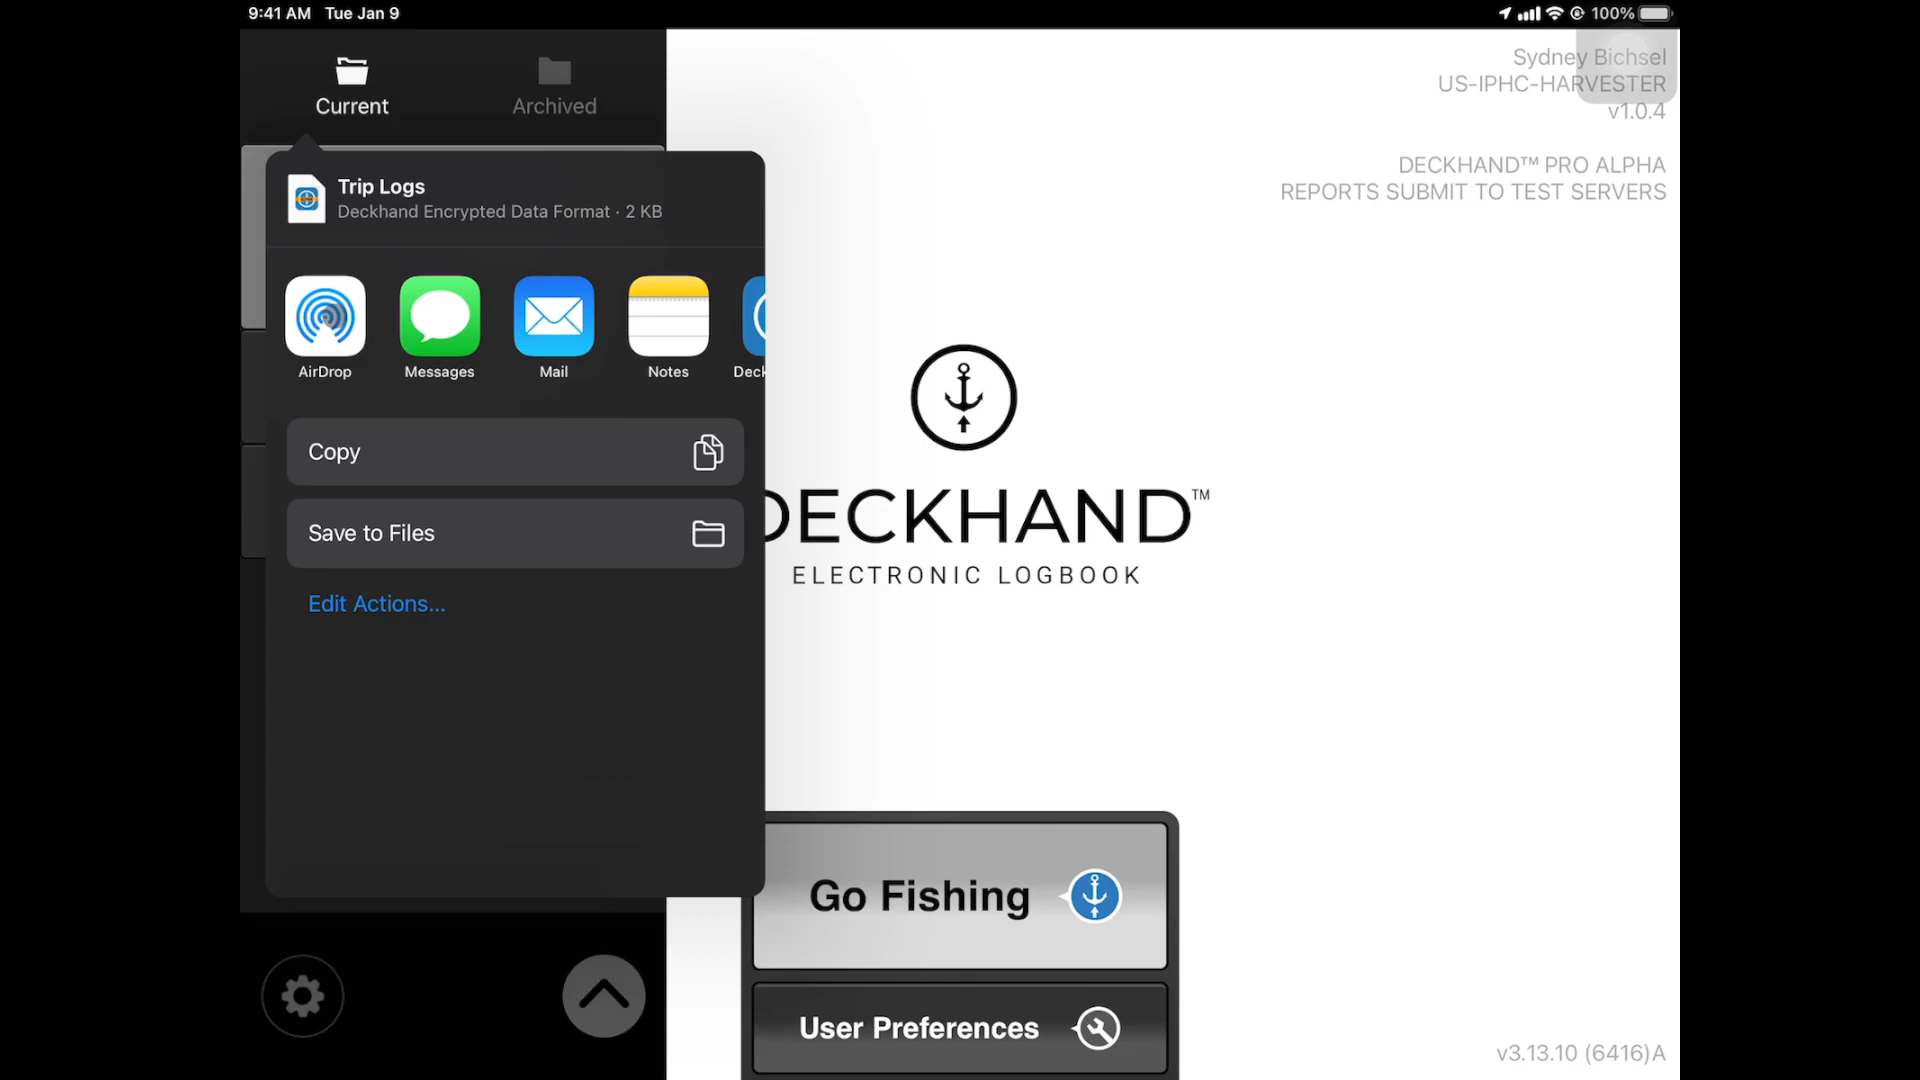 9:41 AM Tue Jan 9
100%
Current
Archived
Sydney Bichsel
US-IPHC-HARVESTER
v1.0.4
DECKHAND™ PRO ALPHA
REPORTS SUBMIT TO TEST SERVERS
Trip Logs
Deckhand Encrypted Data Format · 2 KB
AirDrop
Messages
Mail
Notes
Deck
Copy
Save to Files
Edit Actions...
DECKHAND™
ELECTRONIC LOGBOOK
Go Fishing
User Preferences
v3.13.10 (6416)A